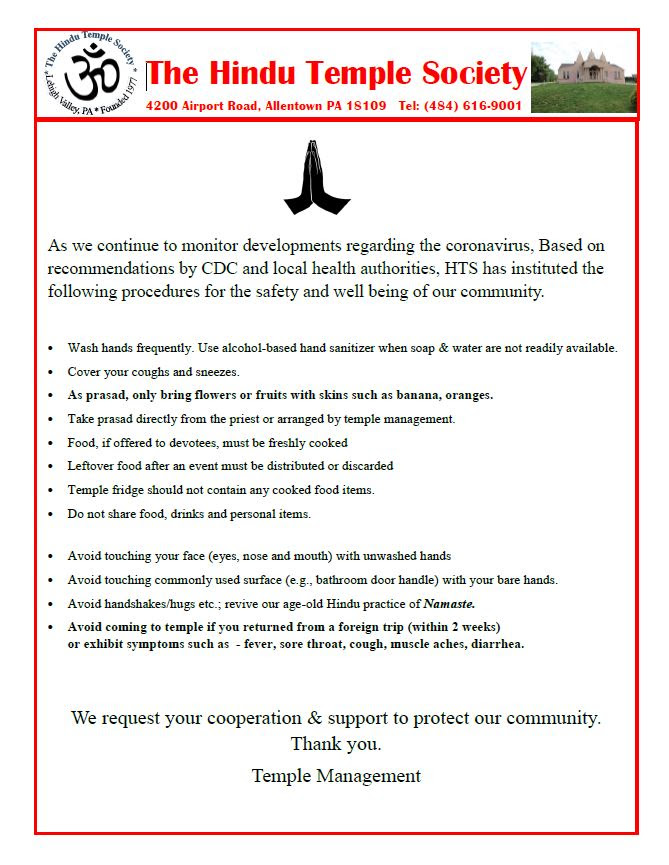 * The Hindu Temple Society *
Lehigh Valley, PA * Founded 1977
ॐ
The Hindu Temple Society
4200 Airport Road, Allentown PA 18109 Tel: (484) 616-9001
As we continue to monitor developments regarding the coronavirus, Based on
recommendations by CDC and local health authorities, HTS has instituted the
following procedures for the safety and well being of our community.
• Wash hands frequently. Use alcohol-based hand sanitizer when soap & water are not readily available.
• Cover your coughs and sneezes.
• As prasad, only bring flowers or fruits with skins such as banana, oranges.
• Take prasad directly from the priest or arranged by temple management.
• Food, if offered to devotees, must be freshly cooked
• Leftover food after an event must be distributed or discarded
• Temple fridge should not contain any cooked food items.
• Do not share food, drinks and personal items.
• Avoid touching your face (eyes, nose and mouth) with unwashed hands
• Avoid touching commonly used surface (e.g., bathroom door handle) with your bare hands.
• Avoid handshakes/hugs etc.; revive our age-old Hindu practice of Namaste.
• Avoid coming to temple if you returned from a foreign trip (within 2 weeks)
or exhibit symptoms such as - fever, sore throat, cough, muscle aches, diarrhea.
We request your cooperation & support to protect our community.
Thank you.
Temple Management